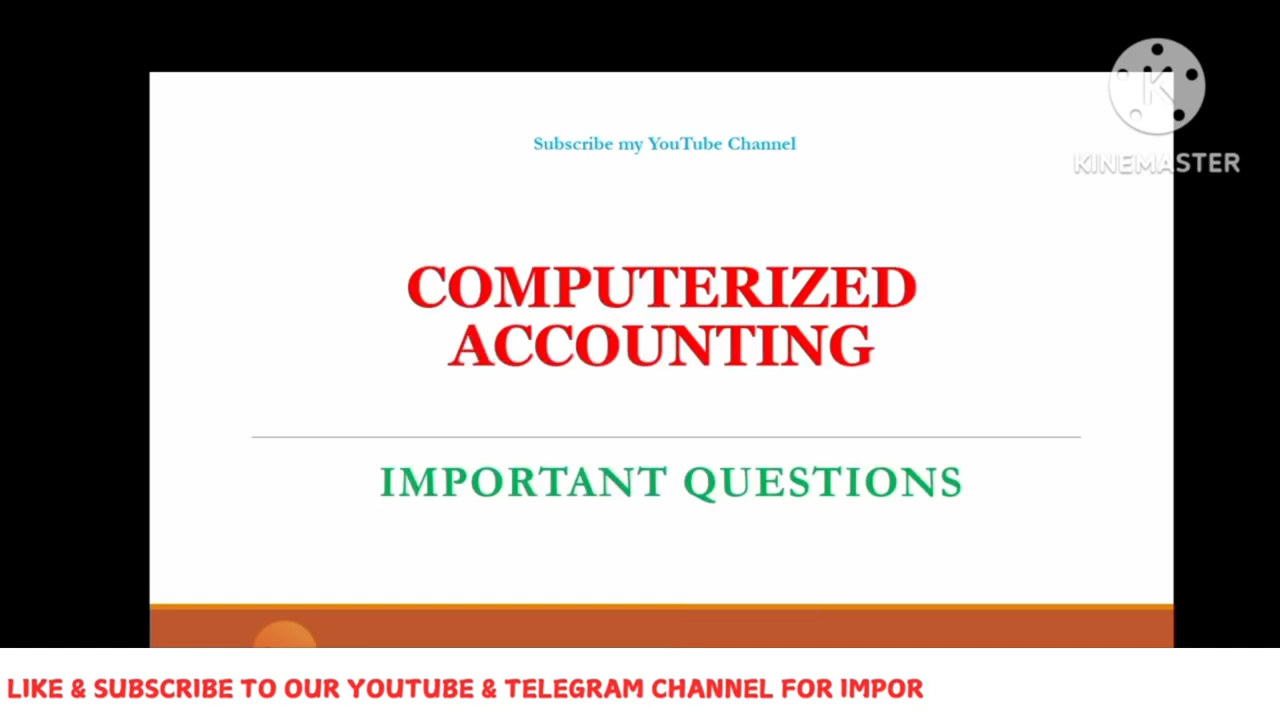 Subscribe my YouTube Channel
KINEMASTER
COMPUTERIZED
ACCOUNTING
IMPORTANT QUESTIONS
LIKE & SUBSCRIBE TO OUR YOUTUBE & TELEGRAM CHANNEL FOR IMPOR